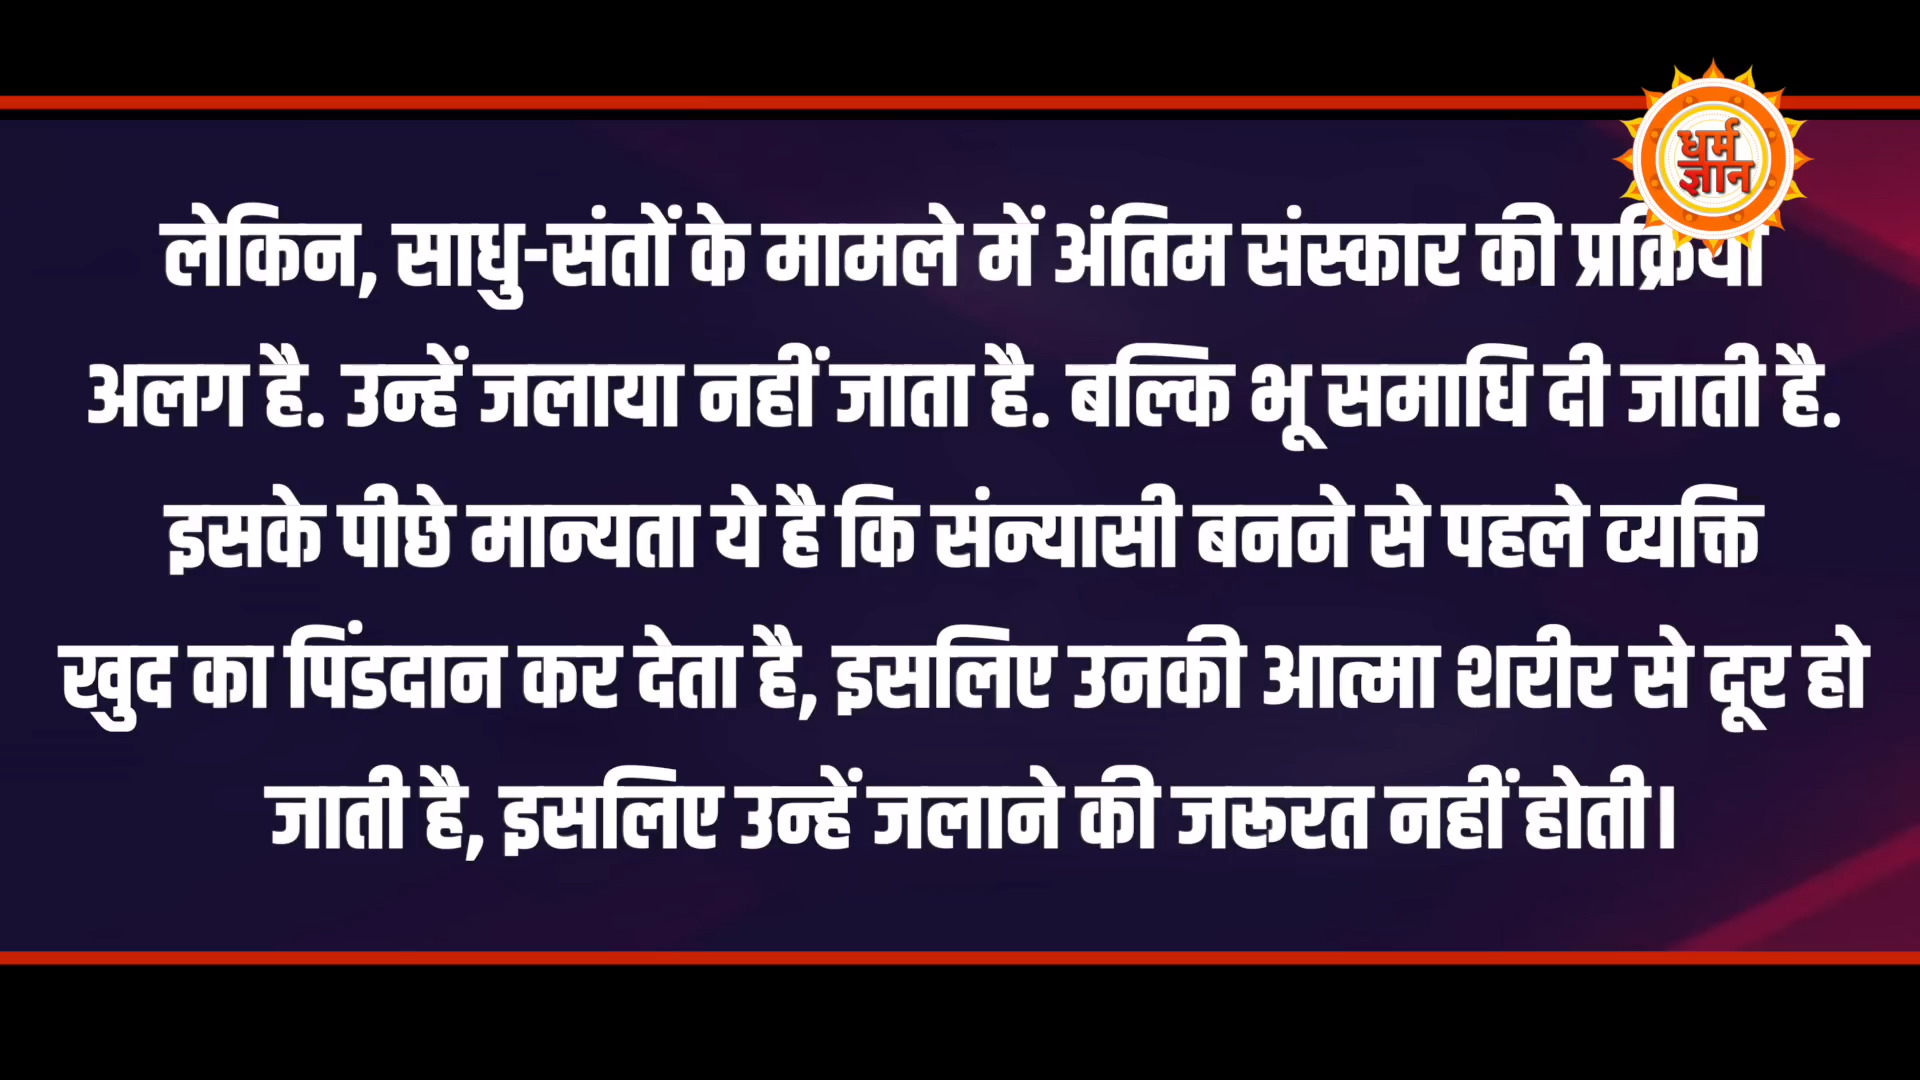 धर्म
ज्ञान
लेकिन, साधु-संतों के मामले में अंतिम संस्कार की प्रक्रिया
अलग है. उन्हें जलाया नहीं जाता है. बल्कि भू समाधि दी जाती है.
इसके पीछे मान्यता ये है कि संन्यासी बनने से पहले व्यक्ति
खुद का पिंडदान कर देता है, इसलिए उनकी आत्मा शरीर से दूर हो
जाती है, इसलिए उन्हें जलाने की जरूरत नहीं होती।